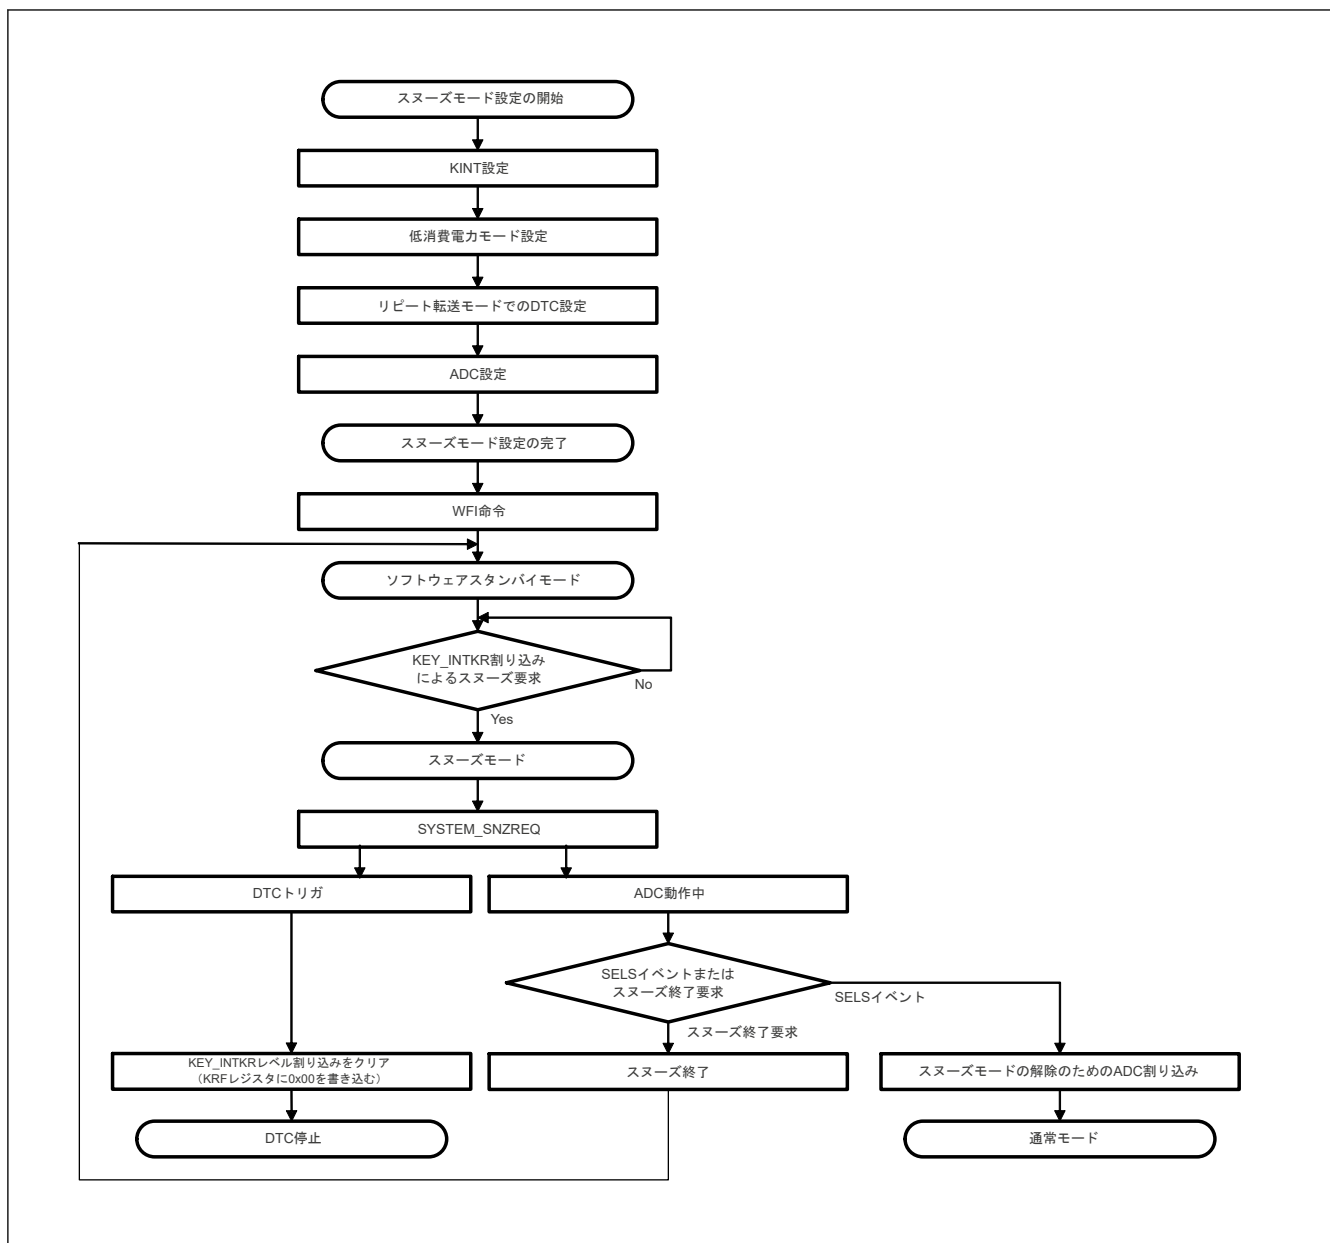 スヌーズモード設定の開始
KINT設定
低消費電力モード設定
リピート転送モードでのDTC設定
ADC設定
スヌーズモード設定の完了
WFI命令
ソフトウェアスタンバイモード
KEY_INTKR割り込み
によるスヌーズ要求
No
Yes
スヌーズモード
SYSTEM_SNZREQ
DTCトリガ
ADC動作中
SELSイベントまたは
スヌーズ終了要求
SELSイベント
スヌーズ終了要求
KEY_INTKRレベル割り込みをクリア
（KRFレジスタに0x00を書き込む）
スヌーズ終了
スヌーズモードの解除のためのADC割り込み
DTC停止
通常モード